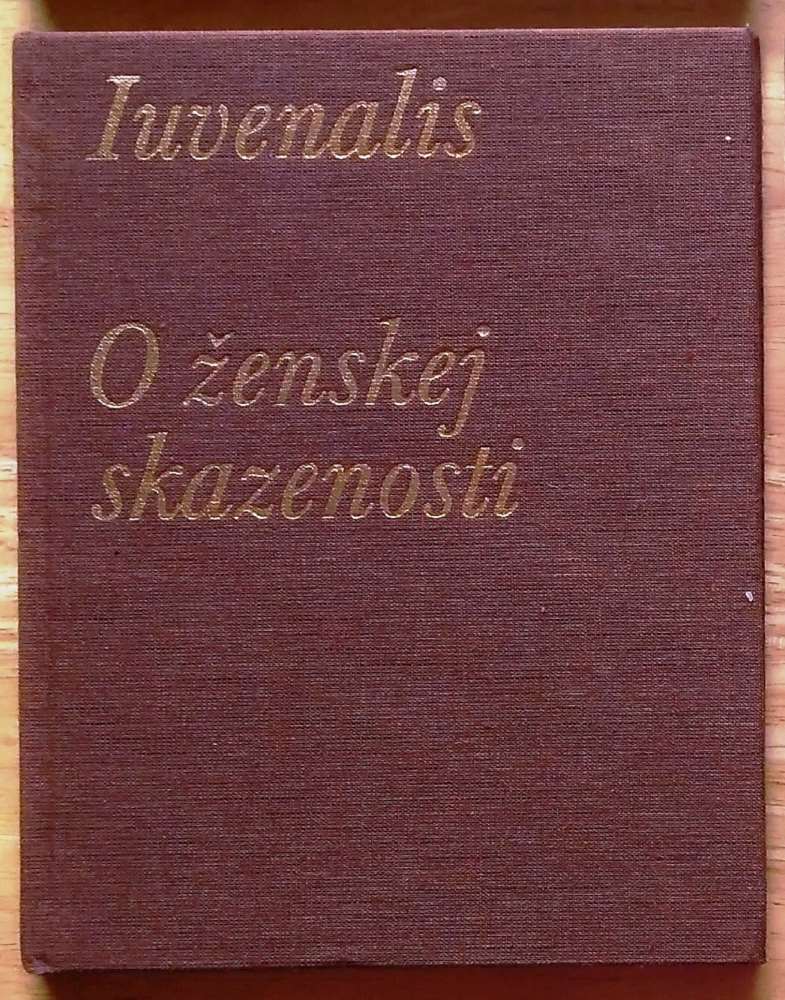 Iuvenalis
O ženskej
skazenosti